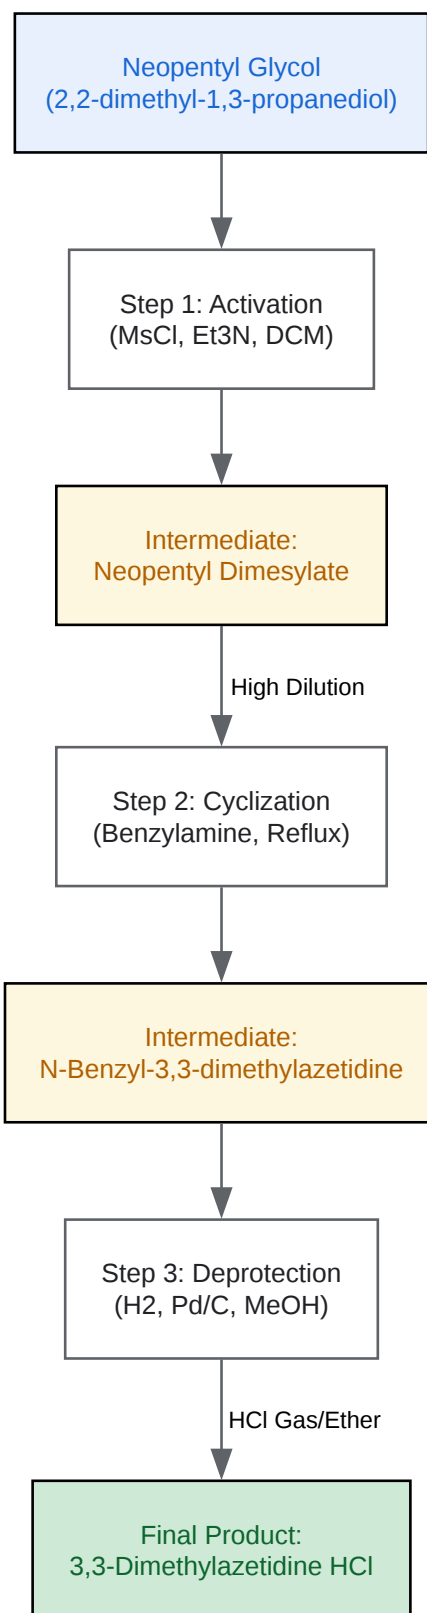 Neopentyl Glycol
(2,2-dimethyl-1,3-propanediol)
Step 1: Activation
(MsCl, Et3N, DCM)
Intermediate:
Neopentyl Dimesylate
High Dilution
Step 2: Cyclization
(Benzylamine, Reflux)
Intermediate:
N-Benzyl-3,3-dimethylazetidine
Step 3: Deprotection
(H2, Pd/C, MeOH)
HCl Gas/Ether
Final Product:
3,3-Dimethylazetidine HCl